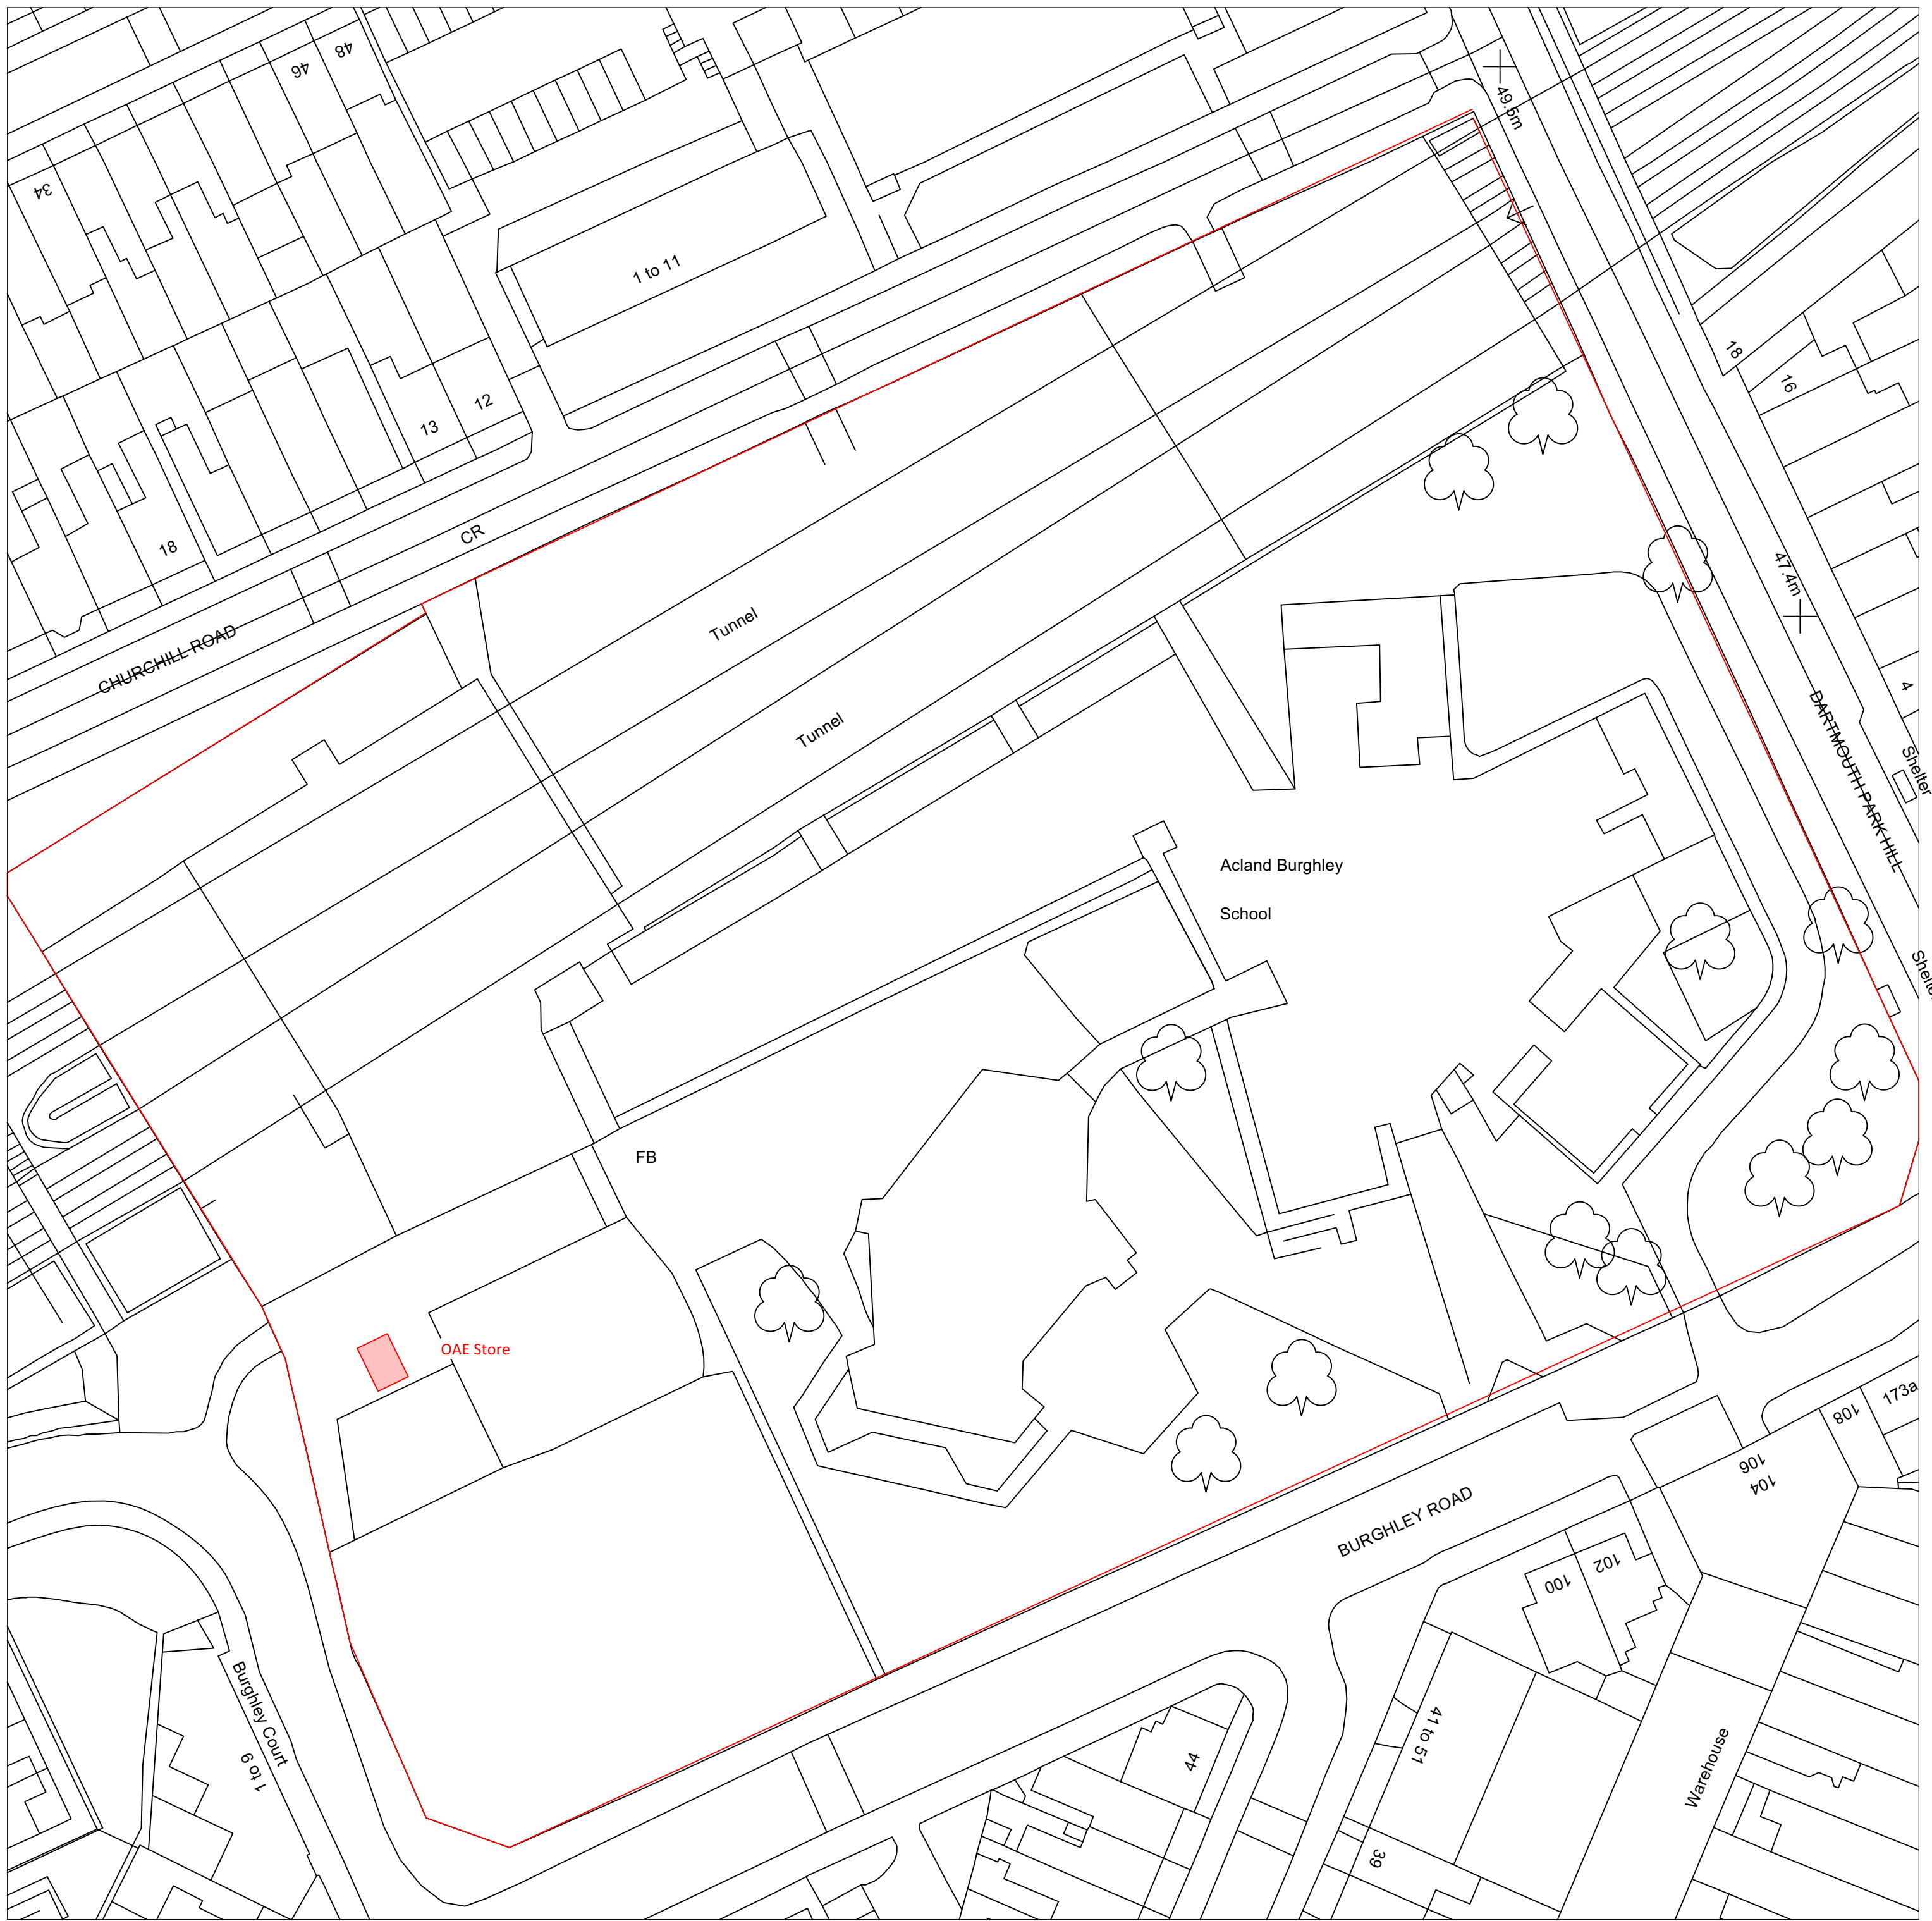 48
46
34
49.5m
1 to 11
18
16
12
13
18
CR
47.4m
CHURCHILL ROAD
Tunnel
Tunnel
4
DARTMOUTH PARK HILL
Shelter
Acland Burghley
School
FB
OAE Store
173a
108
106
104
BURGHLEY ROAD
102
100
Burghley Court
1 to 9
41 to 51
44
Warehouse
39